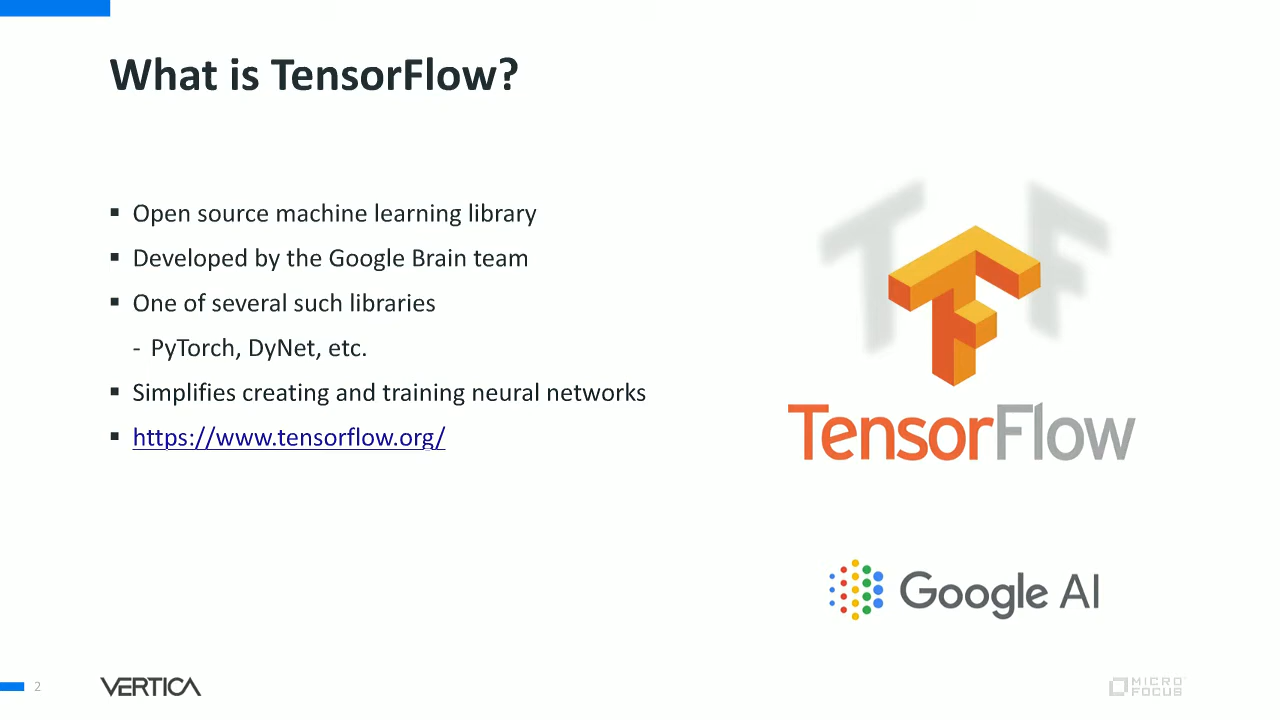 What is TensorFlow?
▪ Open source machine learning library
▪ Developed by the Google Brain team
▪ One of several such libraries
- PyTorch, DyNet, etc.
▪ Simplifies creating and training neural networks
▪ https://www.tensorflow.org/
TensorFlow
Google AI
2
VERTICA
MICRO
FOCUS